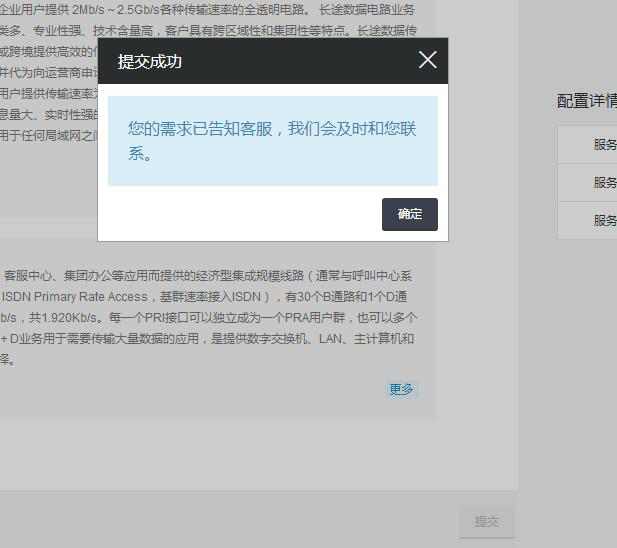 企业用户提供 2Mb/s～2.5Gb/s各种传输速率的全透明电路。 长途数据电路业务
类多、专业性强、技术含量高，客户具有跨区域性和集团性等特点。长途数据传
或跨境提供高效的
并代为向运营商申
用户提供传输速率
息量大、实时性强的
用于任何局域网之间
提交成功
您的需求已告知客服，我们会及时和您联
系。
确定
配置详情
服务
服务
服务
客服中心、集团办公等应用而提供的经济型集成规模线路（通常与呼叫中心系
ISDN Primary Rate Access，基群速率接入ISDN），有30个B通路和1个D通
b/s，共1.920Kb/s。每一个PRI接口可以独立成为一个PRA用户群，也可以多个
+ D业务用于需要传输大量数据的应用，是提供数字交换机、LAN、主计算机和
择。
更多
提交